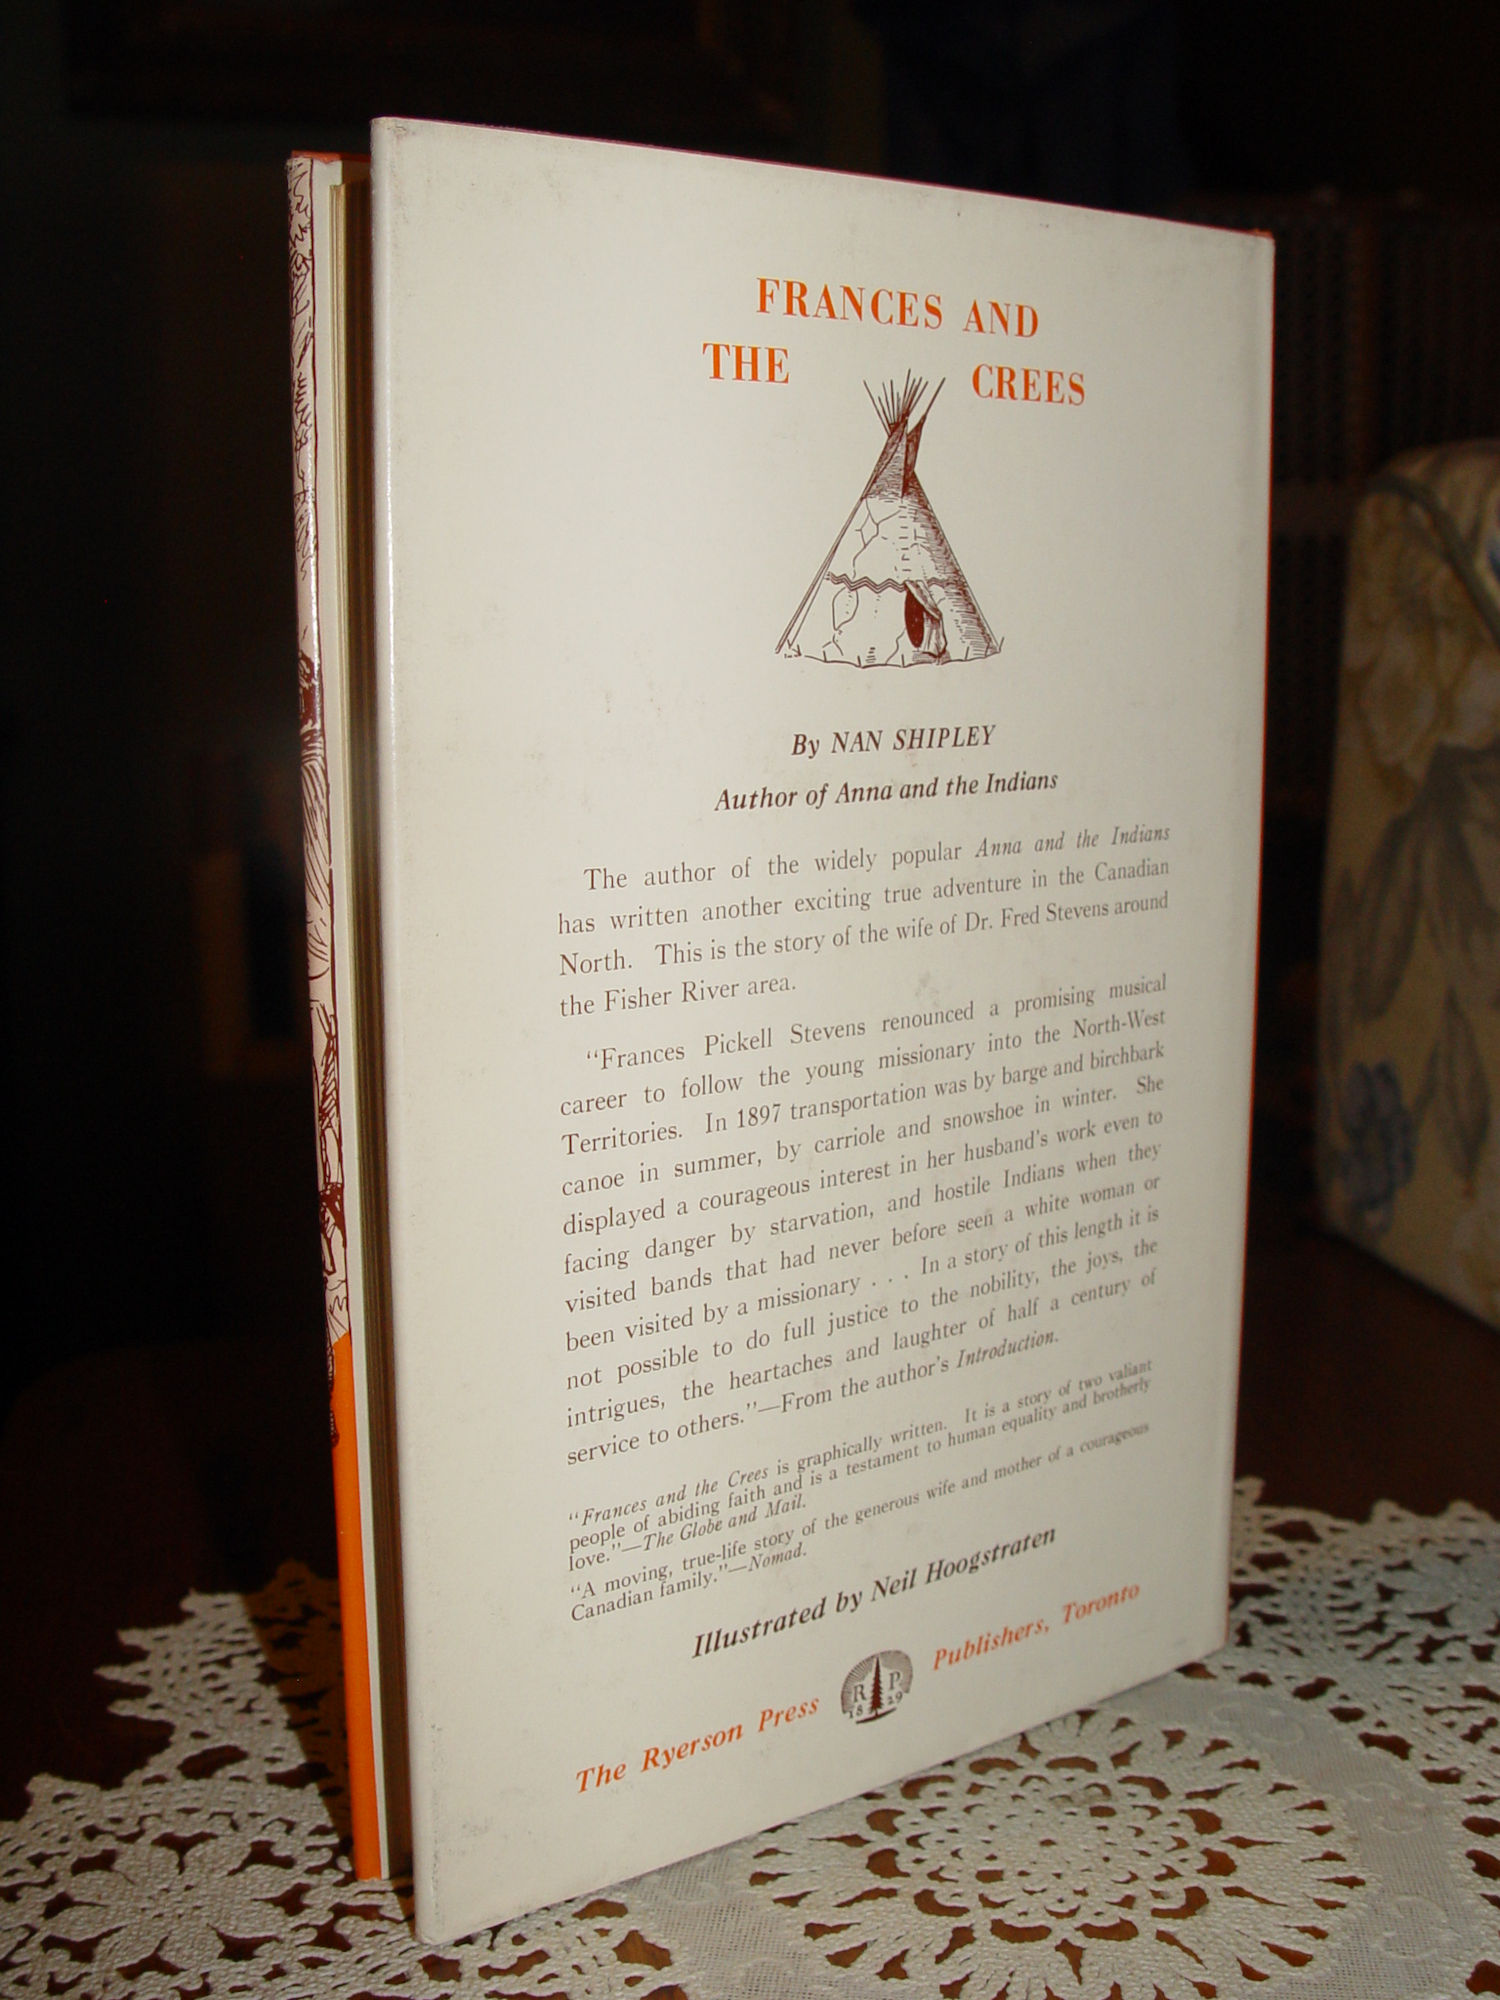 FRANCES AND
THE CREES
By NAN SHIPLEY
Author of Anna and the Indians
The author of the widely popular Anna and the Indians
has written another exciting true adventure in the Canadian
North. This is the story of the wife of Dr. Fred Stevens around
the Fisher River area.
“Frances Pickell Stevens renounced a promising musical
career to follow the young missionary into the North-West
Territories. In 1897 transportation was by barge and birchbark
canoe in summer, by carriole and snowshoe in winter. She
displayed a courageous interest in her husband's work even to
facing danger by starvation, and hostile Indians when they
visited bands that had never before seen a white woman or
been visited by a missionary . . . In a story of this length it is
not possible to do full justice to the nobility, the joys, the
intrigues, the heartaches and laughter of half a century of
service to others.”—From the author's Introduction.
“Frances and the Crees is graphically written. It is a story of two valiant
people of abiding faith and is a testament to human equality and brotherly
love.”—The Globe and Mail.
“A moving, true-life story of the generous wife and mother of a courageous
Canadian family.”—Nomad.
Illustrated by Neil Hoogstraten
The Ryerson Press R P Publishers, Toronto
1829